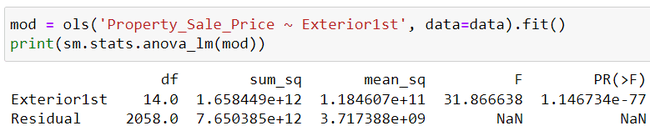 mod = ols('Property_Sale_Price ~ Exterior1st', data=data).fit()
print(sm.stats.anova_lm(mod))
df sum_sq mean_sq F PR(>F)
Exterior1st 14.0 1.658449e+12 1.184607e+11 31.866638 1.146734e-77
Residual 2058.0 7.650385e+12 3.717388e+09 NaN NaN